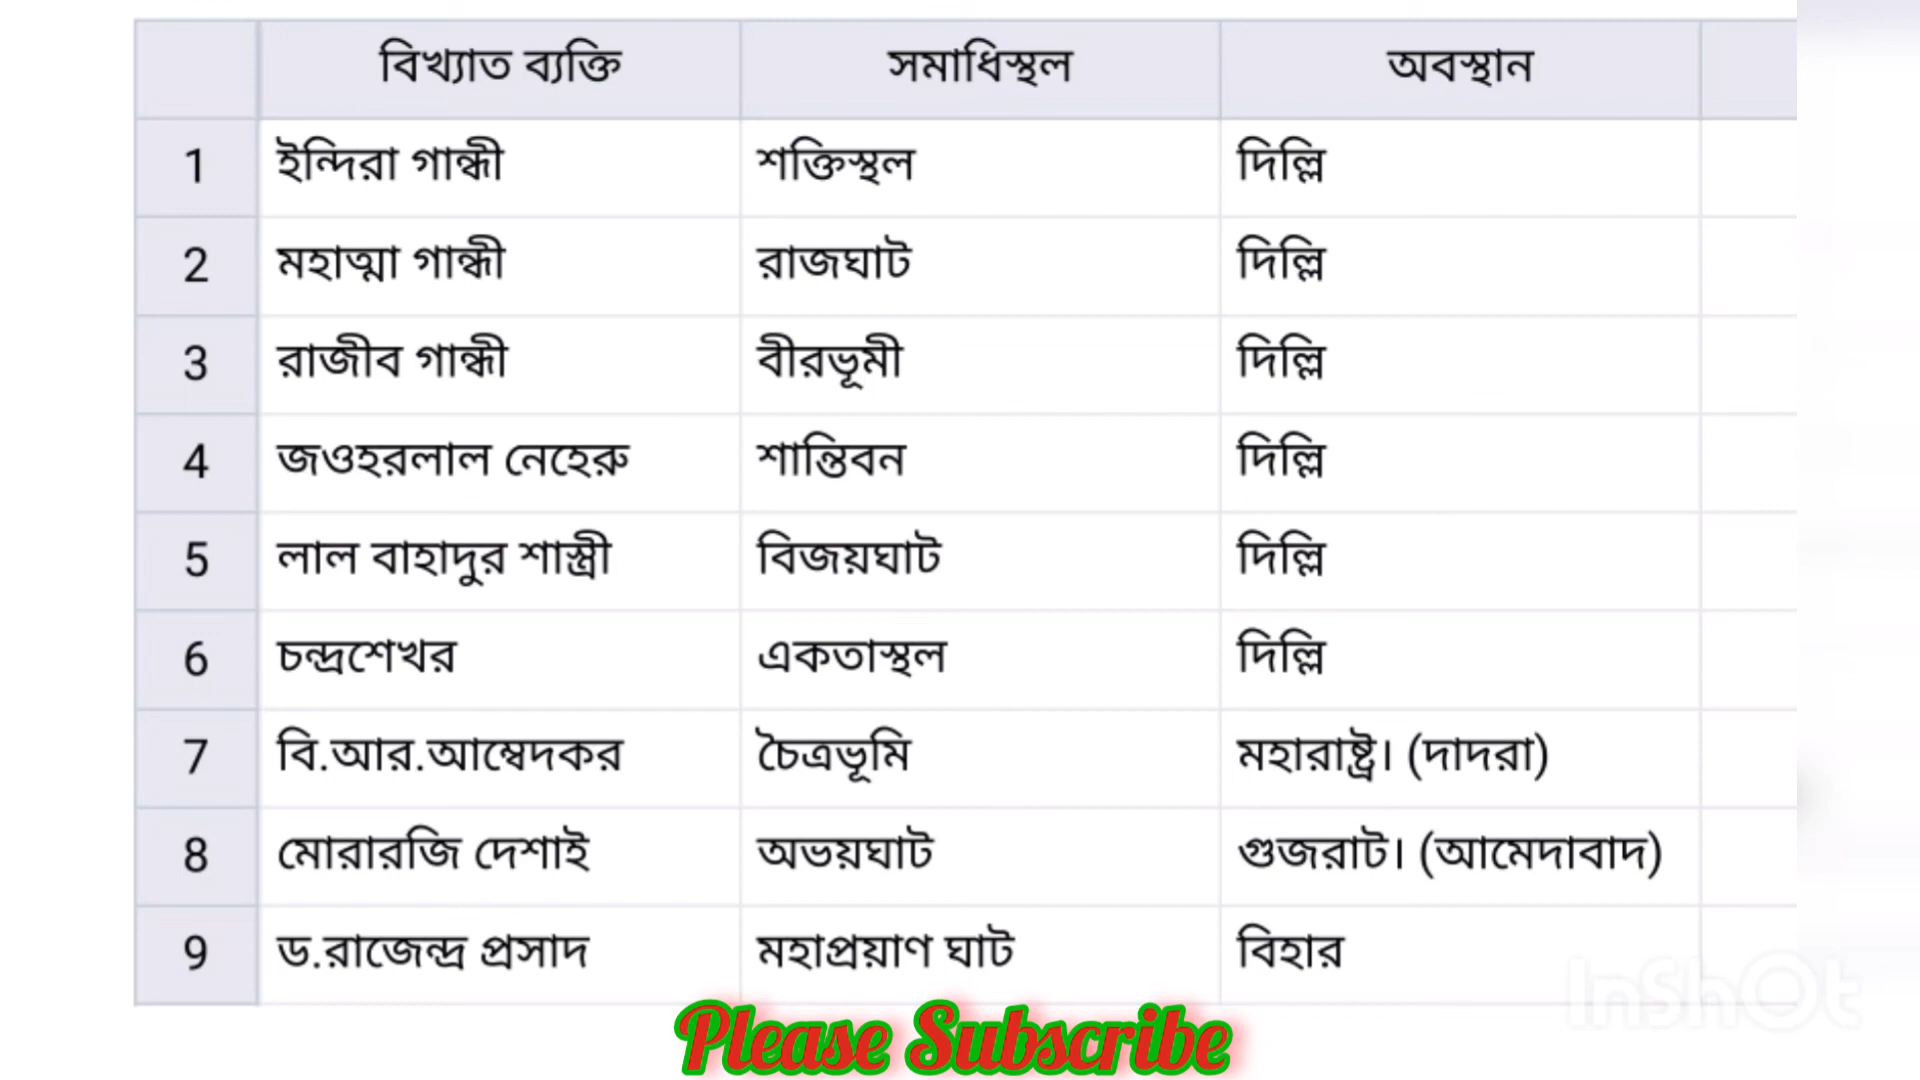 বিখ্যাত ব্যক্তি সমাধিস্থল অবস্থান
1 ইন্দিরা গান্ধী শক্তিস্থল দিল্লি
2 মহাত্মা গান্ধী রাজঘাট দিল্লি
3 রাজীব গান্ধী বীরভূমী দিল্লি
4 জওহরলাল নেহেরু শান্তিবন দিল্লি
5 লাল বাহাদুর শাস্ত্রী বিজয়ঘাট দিল্লি
6 চন্দ্রশেখর একতাস্থল দিল্লি
7 বি.আর.আম্বেদকর চৈত্রভূমি মহারাষ্ট্র। (দাদরা)
8 মোরারজি দেশাই অভয়ঘাট গুজরাট। (আমেদাবাদ)
9 ড.রাজেন্দ্র প্রসাদ মহাপ্রয়াণ ঘাট বিহার
InShOt
Please Subscribe